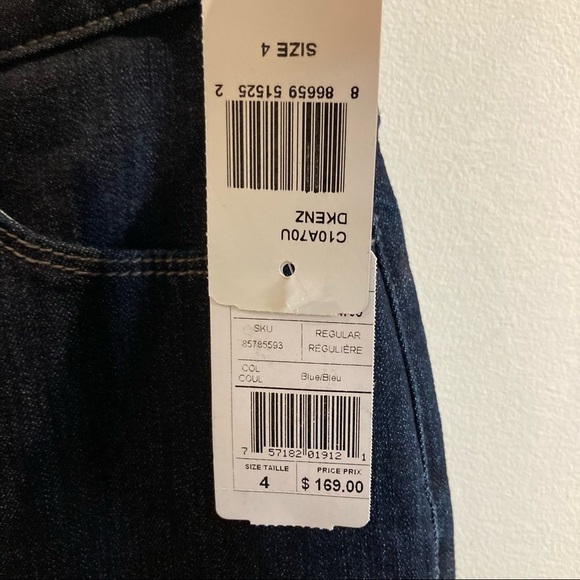 SIZE 4
8 86659 51525 2
C10A70U
DKENZ
SKU
REGULAR
85785593
RÉGULIÈRE
COL
COUL
Blue/Bleu
7 57182 01912 1
SIZE TAILLE
PRICE PRIX
4
$ 169.00